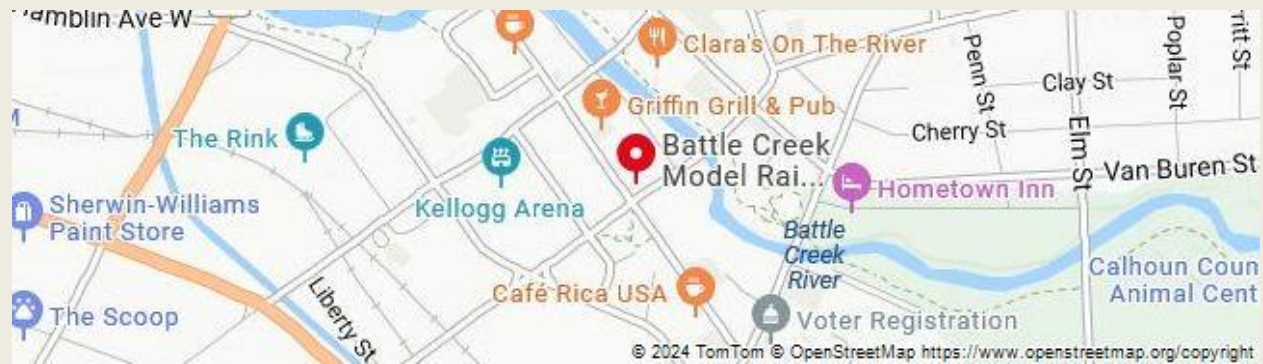 Hamblin Ave W
Clara's On The River
Penn St
Poplar St
rritt St
Clay St
Griffin Grill & Pub
Cherry St
Elm St
M
The Rink
Battle Creek
Model Rai...
Van Buren St
Kellogg Arena
Hometown Inn
Sherwin-Williams
Paint Store
Battle
Creek
River
Calhoun Coun
Animal Cent
Liberty St
Café Rica USA
The Scoop
Voter Registration
© 2024 TomTom © OpenStreetMap https://www.openstreetmap.org/copyright